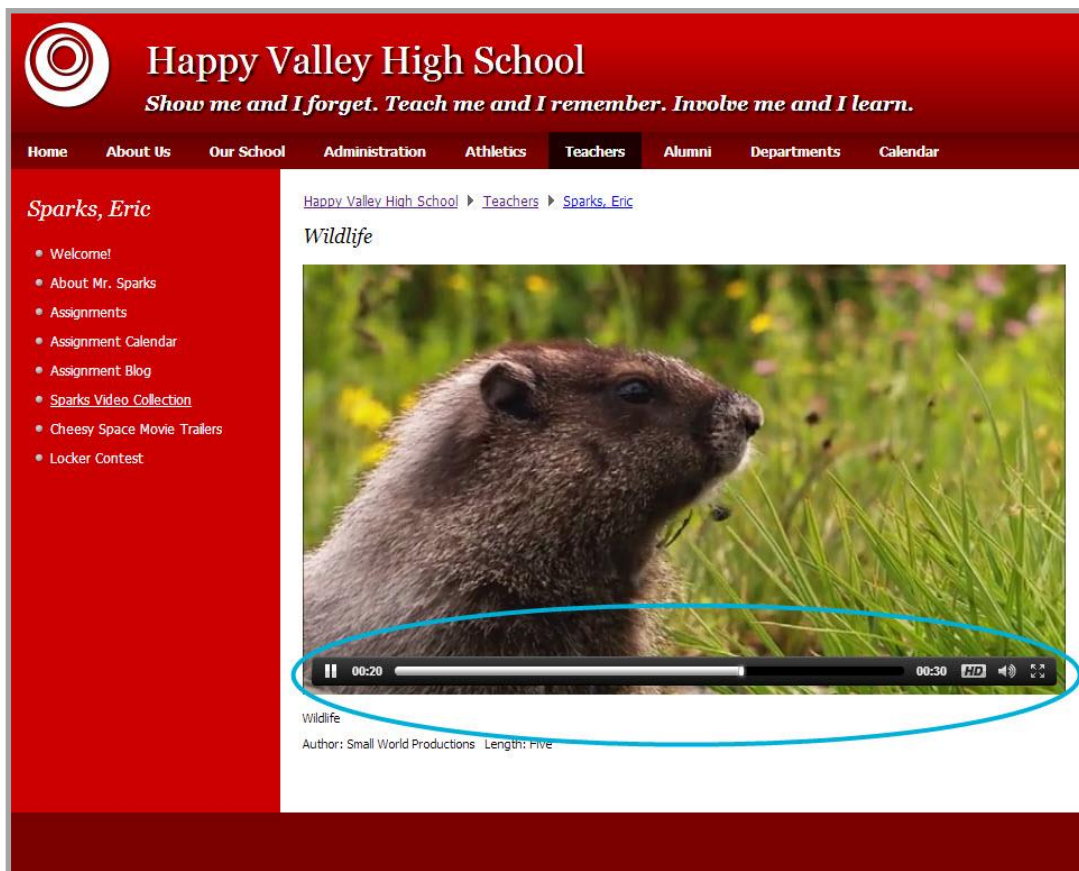 Happy Valley High School
Show me and I forget. Teach me and I remember. Involve me and I learn.
Home About Us Our School Administration Athletics Teachers Alumni Departments Calendar
Sparks, Eric
Welcome!
About Mr. Sparks
Assignments
Assignment Calendar
Assignment Blog
Sparks Video Collection
Cheesy Space Movie Trailers
Locker Contest
Happy Valley High School Teachers Sparks, Eric
Wildlife
00:20 00:30 HD
Wildlife
Author: Small World Productions Length: Five